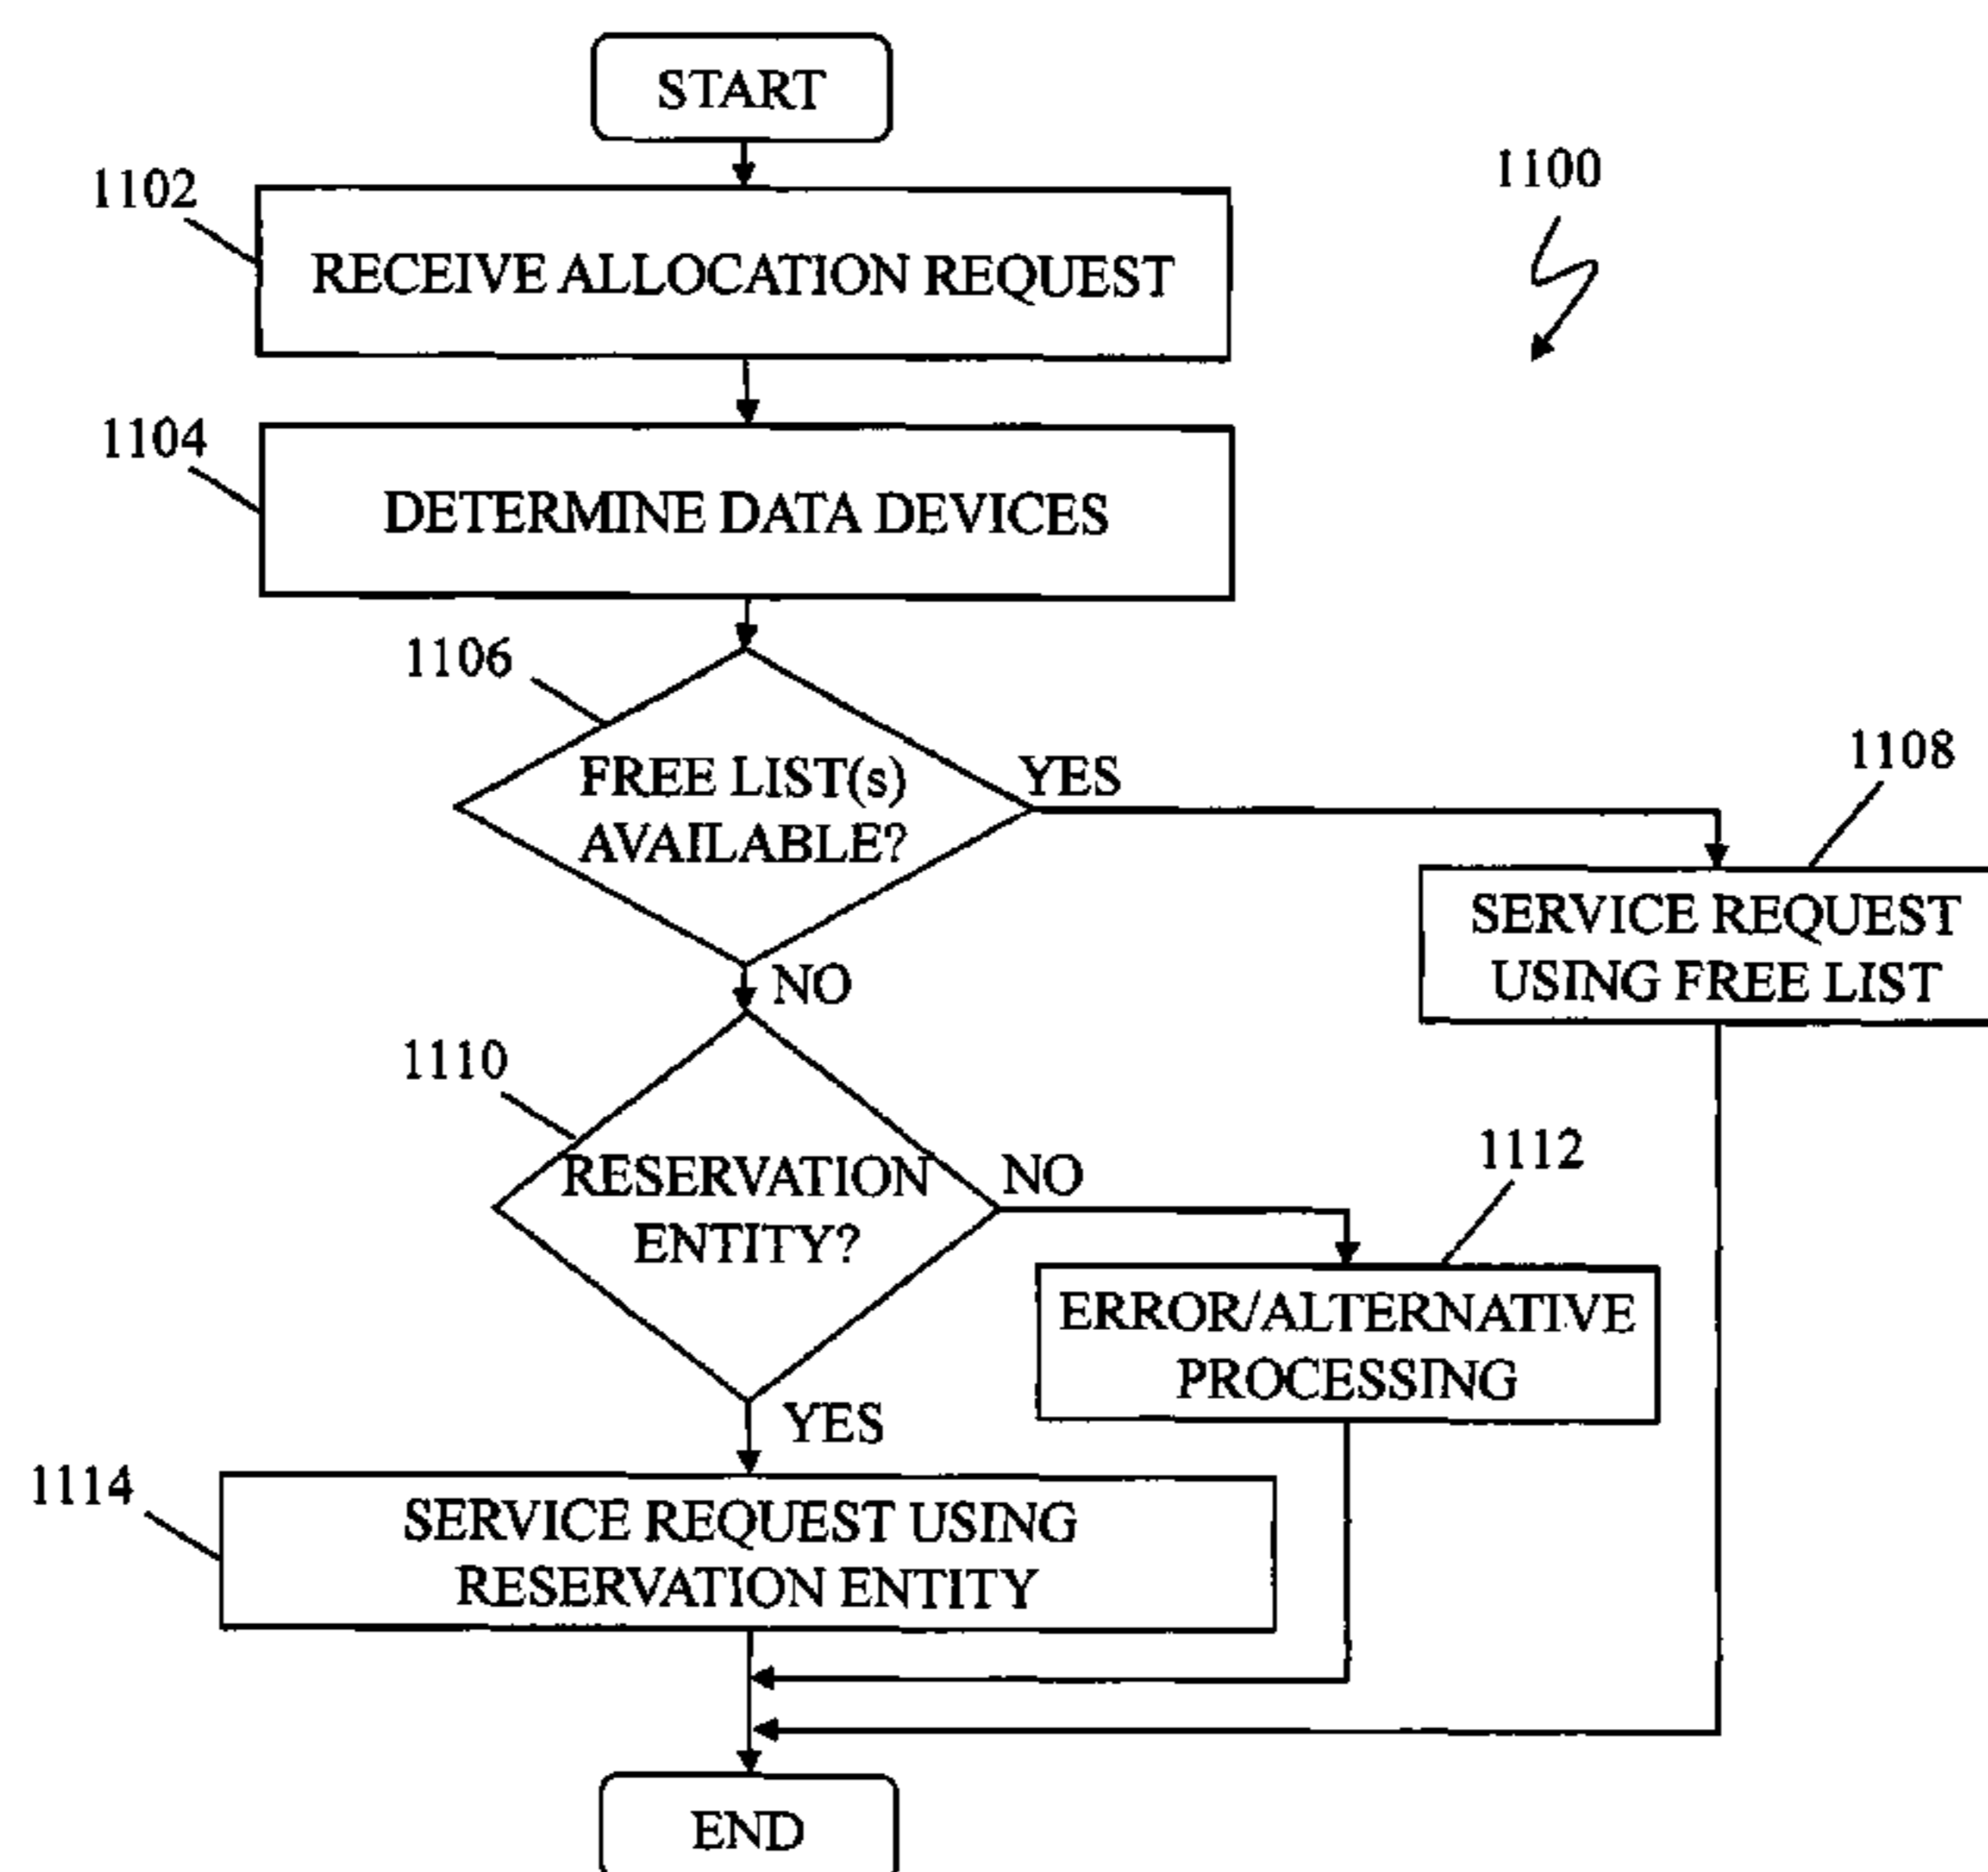 START
1102
1100
RECEIVE ALLOCATION REQUEST
1104
DETERMINE DATA DEVICES
1106
FREE LIST(s)
AVAILABLE?
YES
1108
SERVICE REQUEST
USING FREE LIST
NO
1110
RESERVATION
ENTITY?
NO
1112
ERROR/ALTERNATIVE
PROCESSING
YES
1114
SERVICE REQUEST USING
RESERVATION ENTITY
END